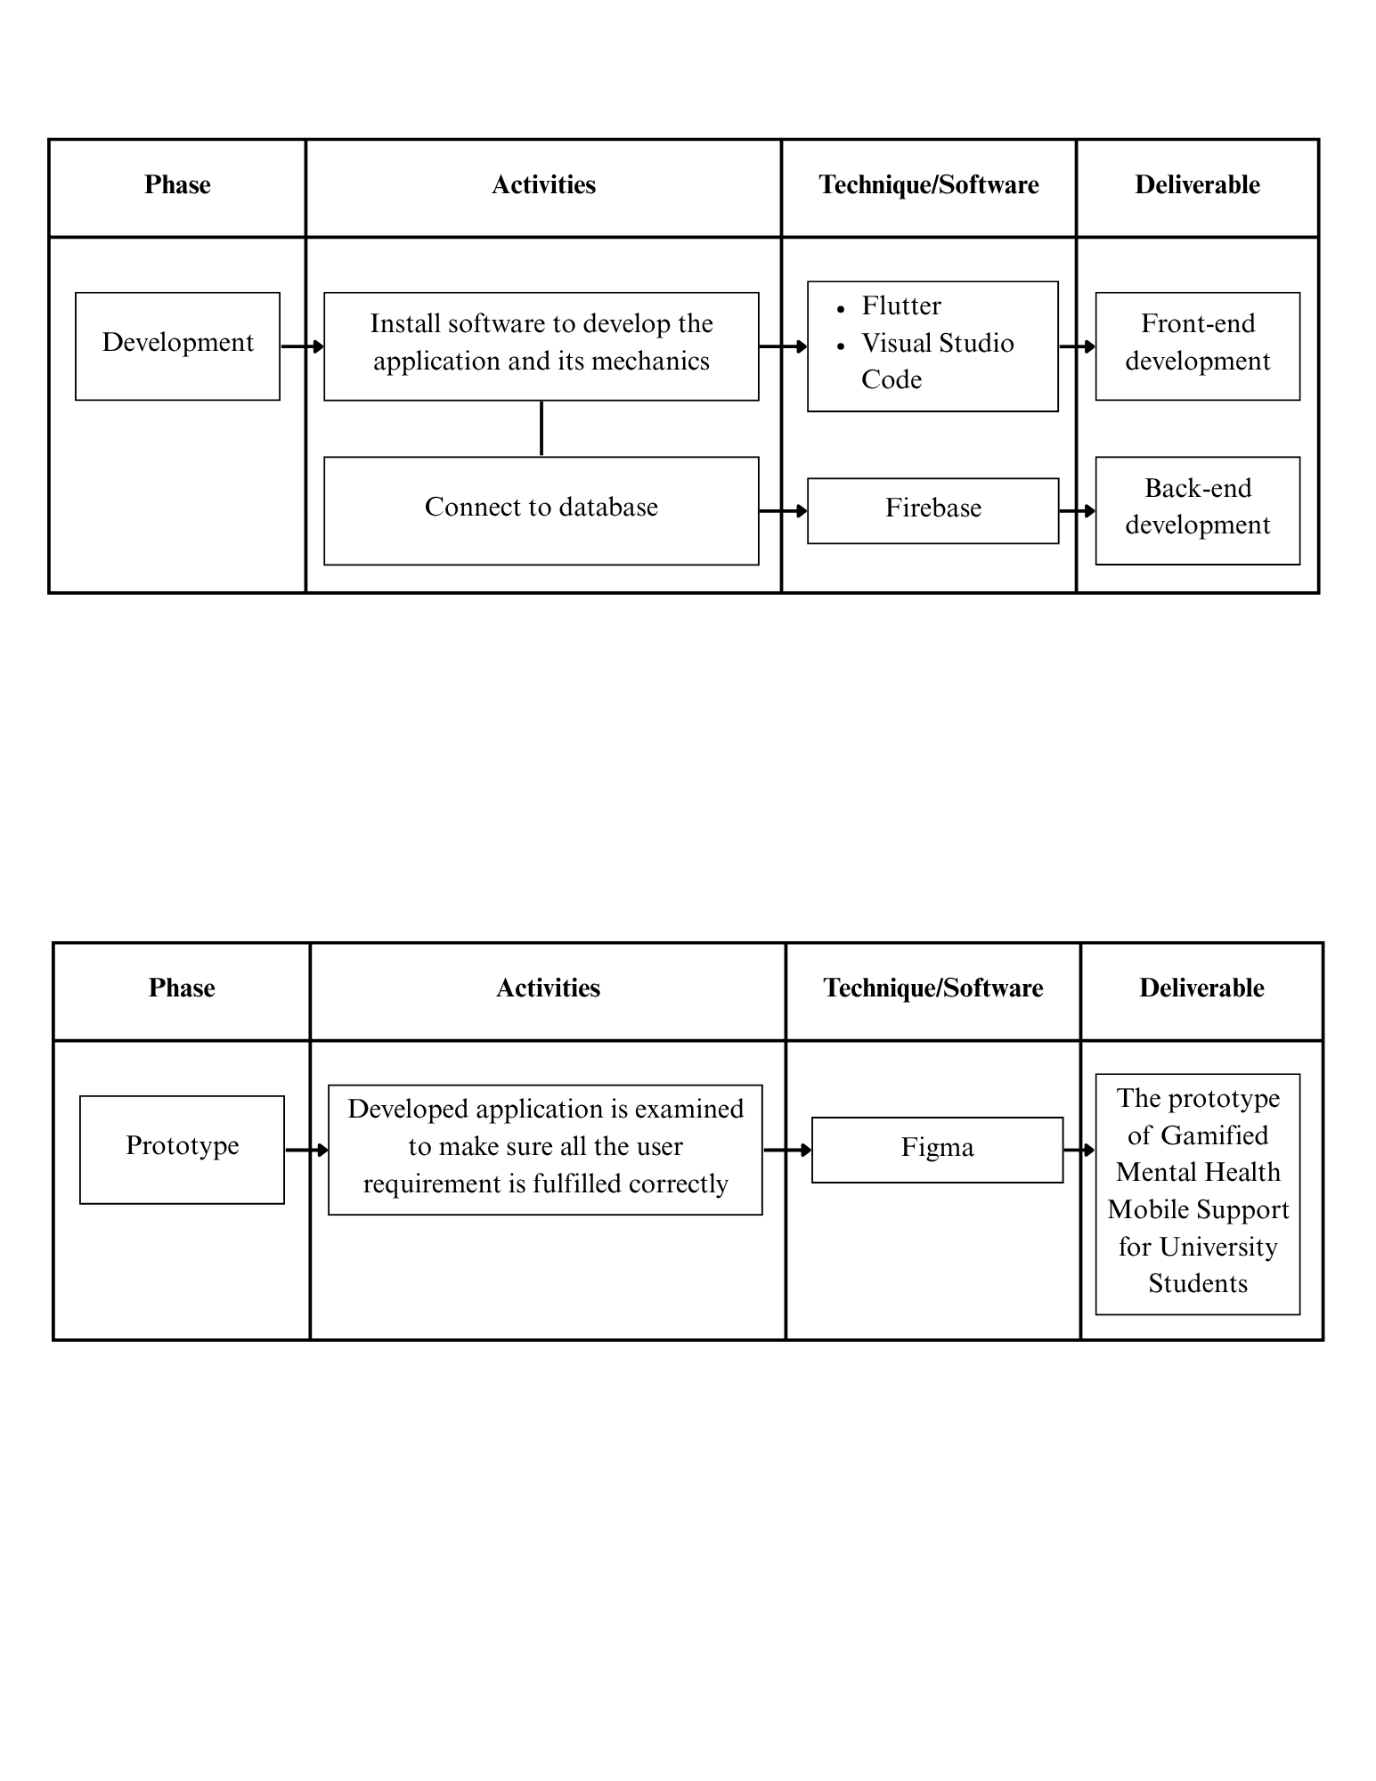 Phase
Activities
Technique/Software
Deliverable
Development
Install software to develop the
application and its mechanics
• Flutter
• Visual Studio
Code
Front-end
development
Connect to database
Firebase
Back-end
development
Phase
Activities
Technique/Software
Deliverable
Prototype
Developed application is examined
to make sure all the user
requirement is fulfilled correctly
Figma
The prototype
of Gamified
Mental Health
Mobile Support
for University
Students